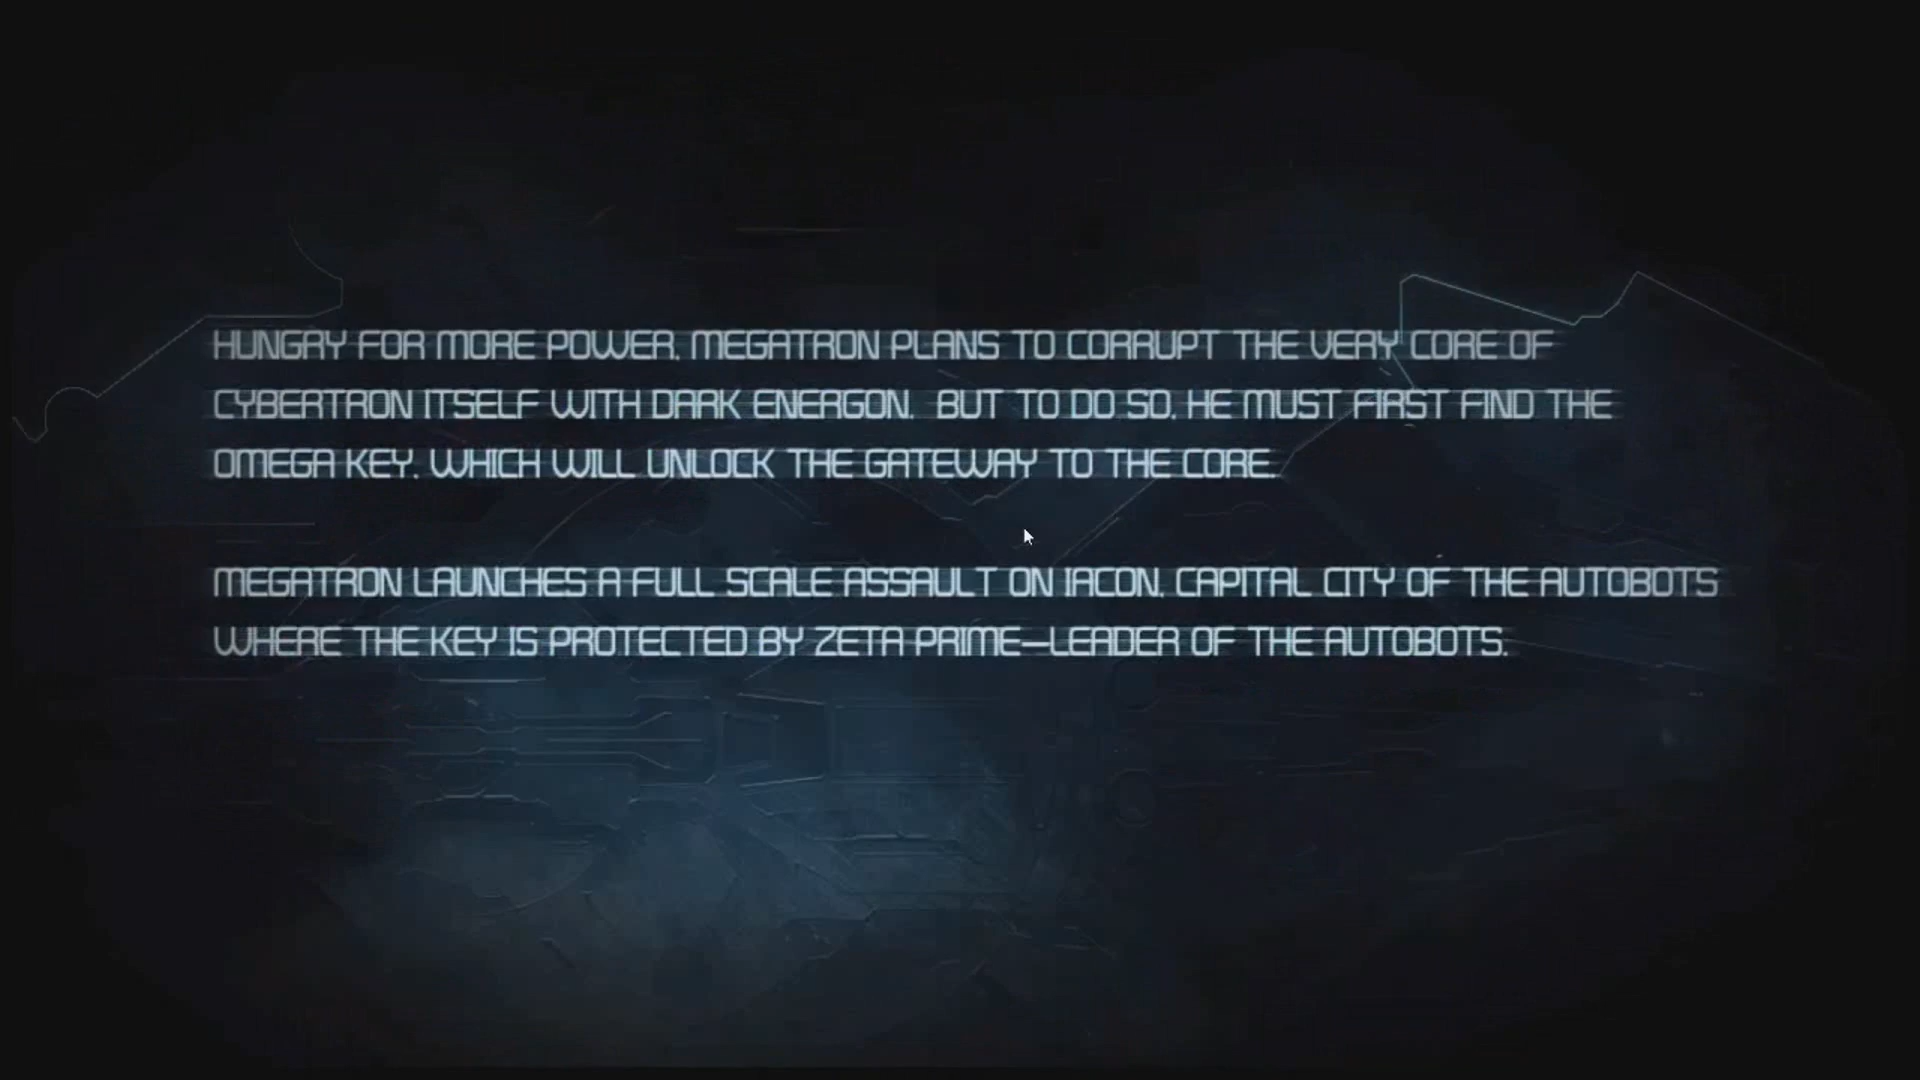 HUNGRY FOR MORE POWER, MEGATRON PLANS TO CORRUPT THE VERY CORE OF
CYBERTRON ITSELF WITH DARK ENERGON. BUT TO DO SO, HE MUST FIRST FIND THE
OMEGA KEY, WHICH WILL UNLOCK THE GATEWAY TO THE CORE.
MEGATRON LAUNCHES A FULL SCALE ASSAULT ON IACON, CAPITAL CITY OF THE AUTOBOTS
WHERE THE KEY IS PROTECTED BY ZETA PRIME—LEADER OF THE AUTOBOTS.